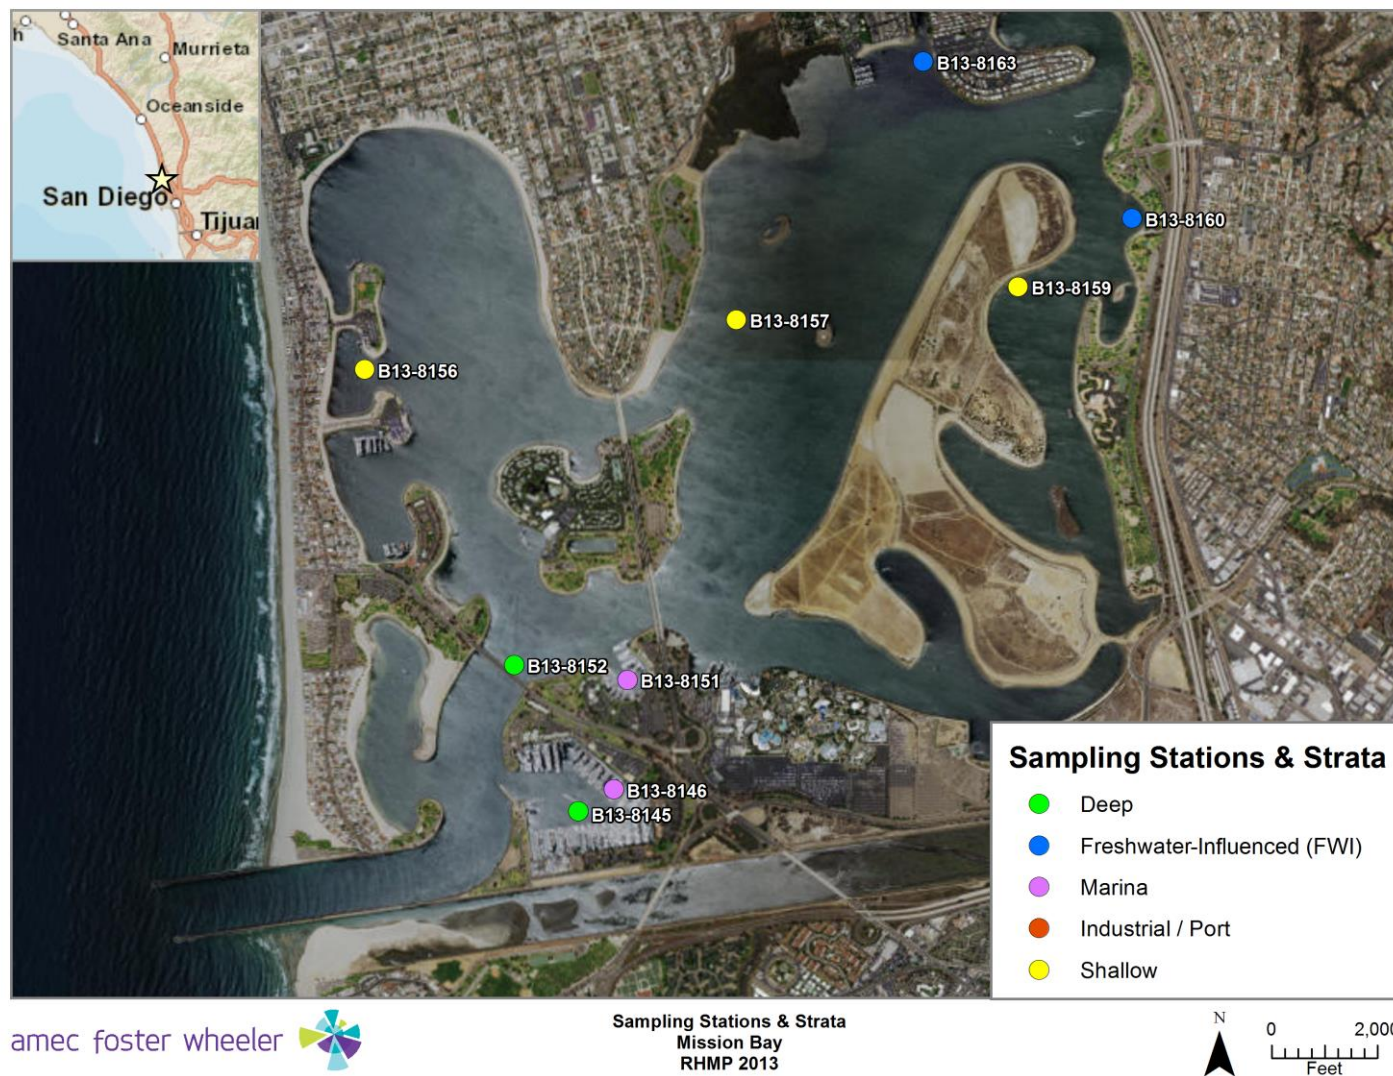 h
Santa Ana
Murrieta
Oceanside
San Diego
Tijua
B13-8163
B13-8160
B13-8159
B13-8157
B13-8156
B13-8152
B13-8151
B13-8146
B13-8145
Sampling Stations & Strata
Deep
Freshwater-Influenced (FWI)
Marina
Industrial / Port
Shallow
amec foster wheeler
Sampling Stations & Strata
Mission Bay
RHMP 2013
N
0 2,000
Feet